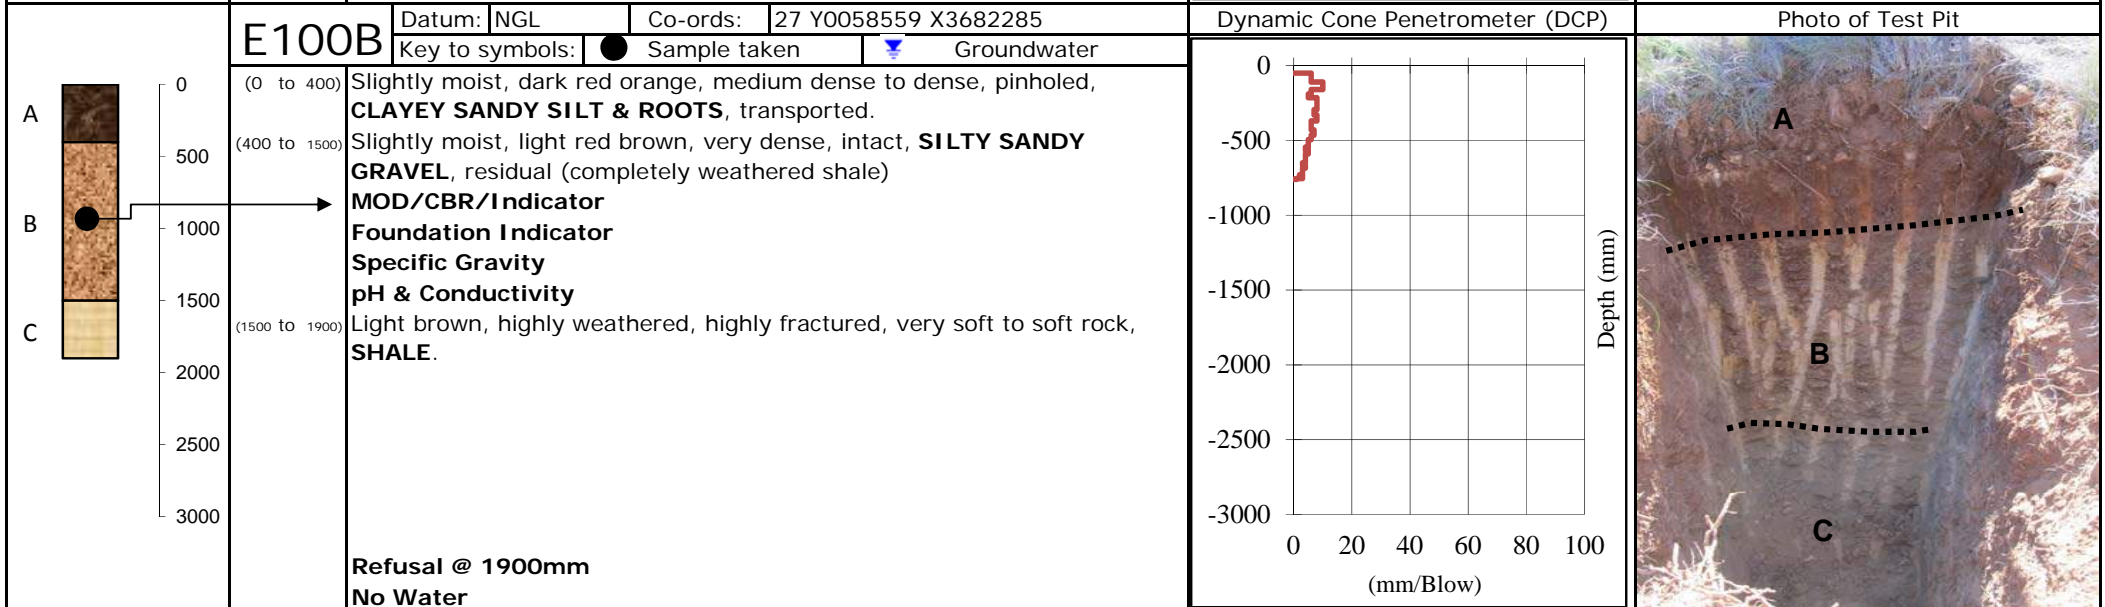 E100B
Datum: NGL Co-ords: 27 Y0058559 X3682285
Key to symbols: Sample taken Groundwater
Dynamic Cone Penetrometer (DCP)
Photo of Test Pit
A
B
C
0
500
1000
1500
2000
2500
3000
(0 to 400) Slightly moist, dark red orange, medium dense to dense, pinholed,
CLAYEY SANDY SILT & ROOTS, transported.
(400 to 1500) Slightly moist, light red brown, very dense, intact, SILTY SANDY
GRAVEL, residual (completely weathered shale)
MOD/CBR/Indicator
Foundation Indicator
Specific Gravity
pH & Conductivity
(1500 to 1900) Light brown, highly weathered, highly fractured, very soft to soft rock,
SHALE.
Refusal @ 1900mm
No Water
0
-500
-1000
-1500
-2000
-2500
-3000
0 20 40 60 80 100
(mm/Blow)
Depth (mm)
A
B
C